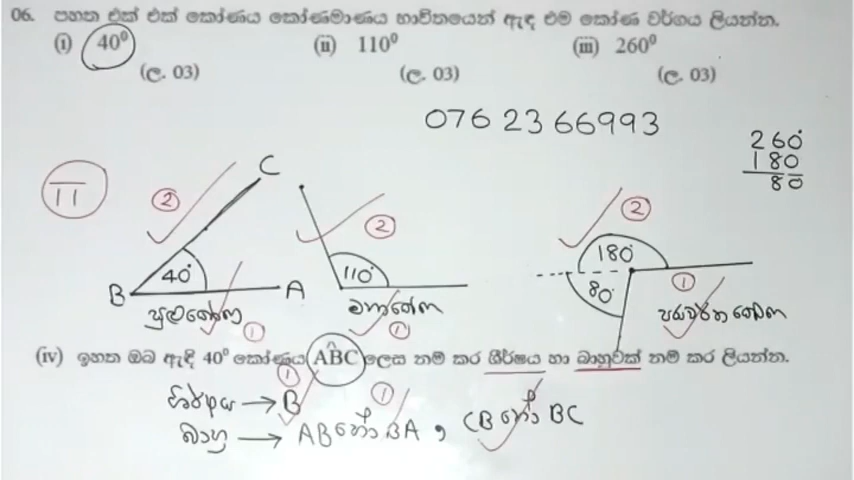 06. පහත එක් එක් කෝණය කෝණමාණය භාවිතයෙන් ඇඳ එම කෝණ වර්ගය ලියන්න.
(i) 40⁰ (ii) 110⁰ (iii) 260⁰
(ල. 03) (ල. 03) (ල. 03)
076 23 66993
260°
180
80
11
C
2
2
2
40°
B
A
110°
180°
80°
1
සුළුකෝණ
1
මහාකෝණ
1
පරාවර්ත කෝණ
(iv) ඉහත ඔබ ඇඳි 40⁰ කෝණය ABC ලෙස නම් කර ශීර්ෂය හා බාහුවක් නම් කර ලියන්න.
1
1
ශීර්ෂය → B
බාහු → AB හෝ BA , CB හෝ BC